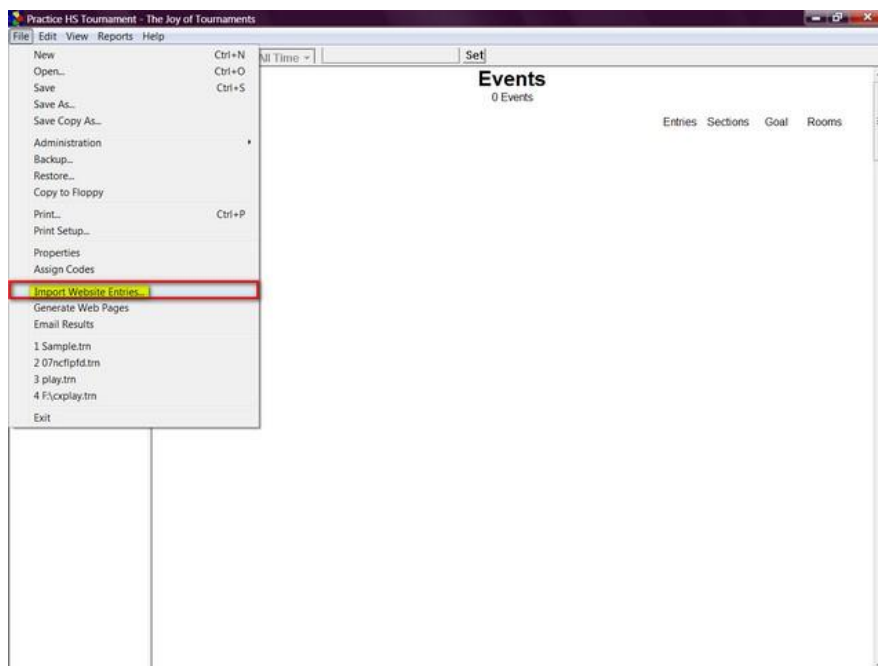 Practice HS Tournament - The Joy of Tournaments
File Edit View Reports Help
All Time Set
New Ctrl+N
Open... Ctrl+O
Save Ctrl+S
Save As...
Save Copy As...
Administration
Backup...
Restore...
Copy to Floppy
Print... Ctrl+P
Print Setup...
Properties
Assign Codes
Import Website Entries...
Generate Web Pages
Email Results
1 Sample.trn
2 07ncflpfd.trn
3 play.trn
4 F:\cxplay.trn
Exit
Events
0 Events
Entries Sections Goal Rooms